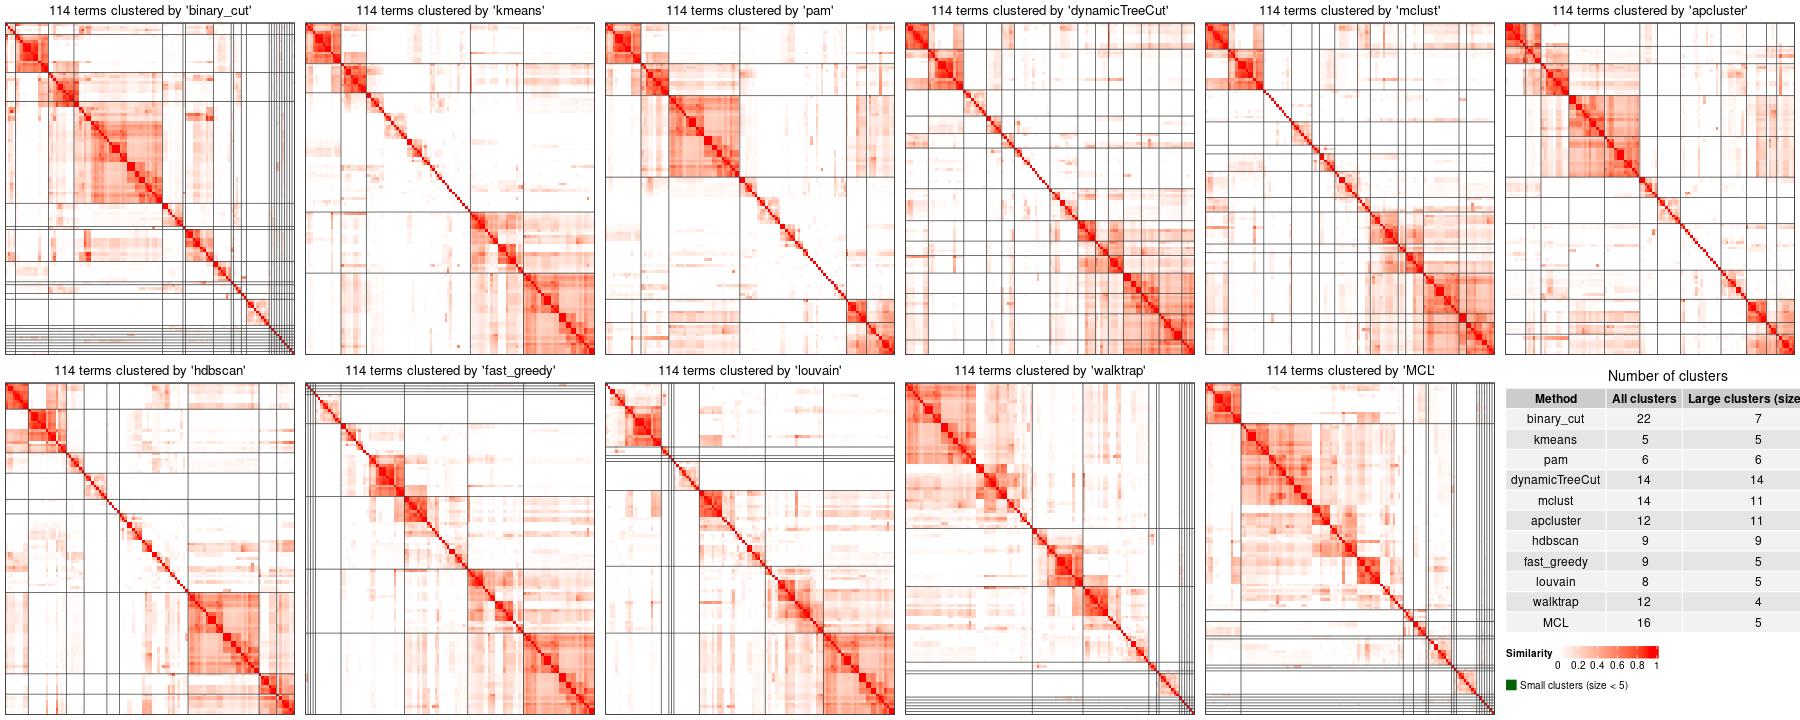 114 terms clustered by 'binary_cut'
114 terms clustered by 'kmeans'
114 terms clustered by 'pam'
114 terms clustered by 'dynamicTreeCut'
114 terms clustered by 'mclust'
114 terms clustered by 'apcluster'
114 terms clustered by 'hdbscan'
114 terms clustered by 'fast_greedy'
114 terms clustered by 'louvain'
114 terms clustered by 'walktrap'
114 terms clustered by 'MCL'
Number of clusters
Method All clusters Large clusters (size
binary_cut 22 7
kmeans 5 5
pam 6 6
dynamicTreeCut 14 14
mclust 14 11
apcluster 12 11
hdbscan 9 9
fast_greedy 9 5
louvain 8 5
walktrap 12 4
MCL 16 5
Similarity
0 0.2 0.4 0.6 0.8 1
Small clusters (size < 5)